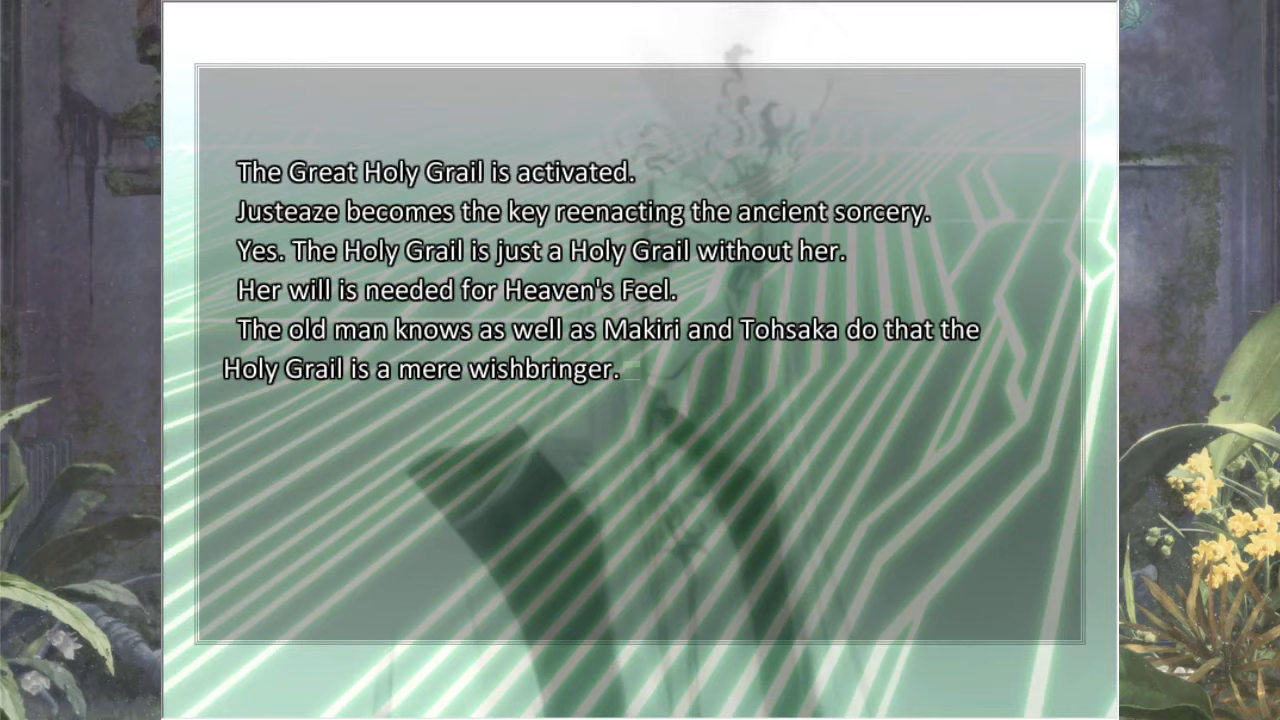 The Great Holy Grail is activated.
Justeaze becomes the key reenacting the ancient sorcery.
Yes. The Holy Grail is just a Holy Grail without her.
Her will is needed for Heaven's Feel.
The old man knows as well as Makiri and Tohsaka do that the
Holy Grail is a mere wishbringer.